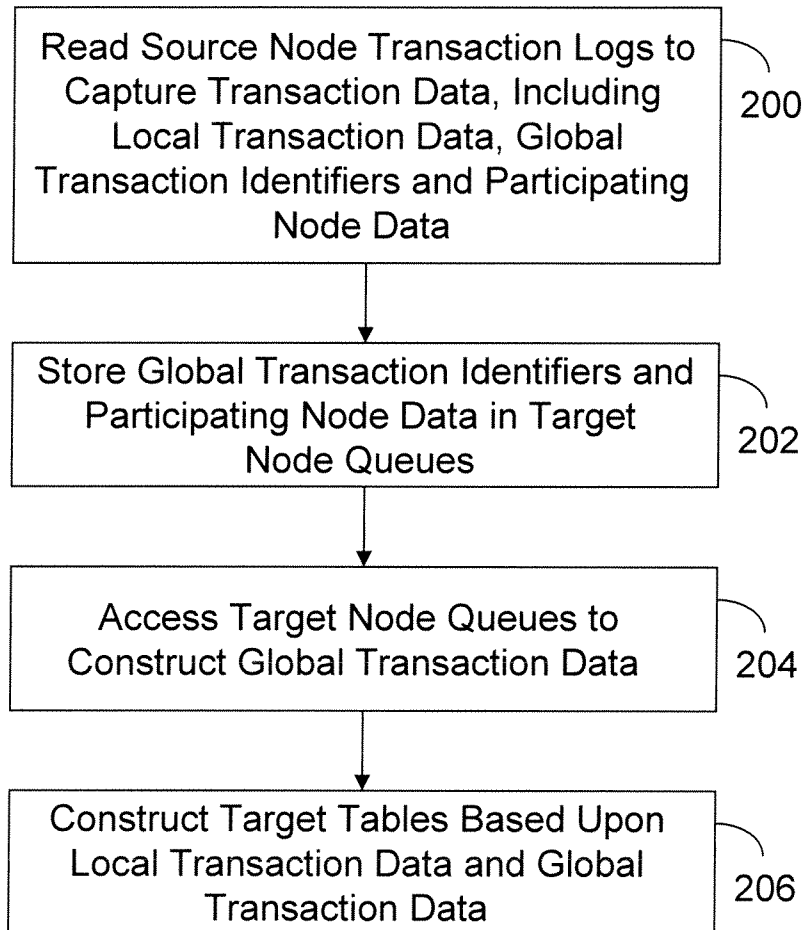 Read Source Node Transaction Logs to
Capture Transaction Data, Including
Local Transaction Data, Global
Transaction Identifiers and Participating
Node Data
200
Store Global Transaction Identifiers and
Participating Node Data in Target
Node Queues
202
Access Target Node Queues to
Construct Global Transaction Data
204
Construct Target Tables Based Upon
Local Transaction Data and Global
Transaction Data
206